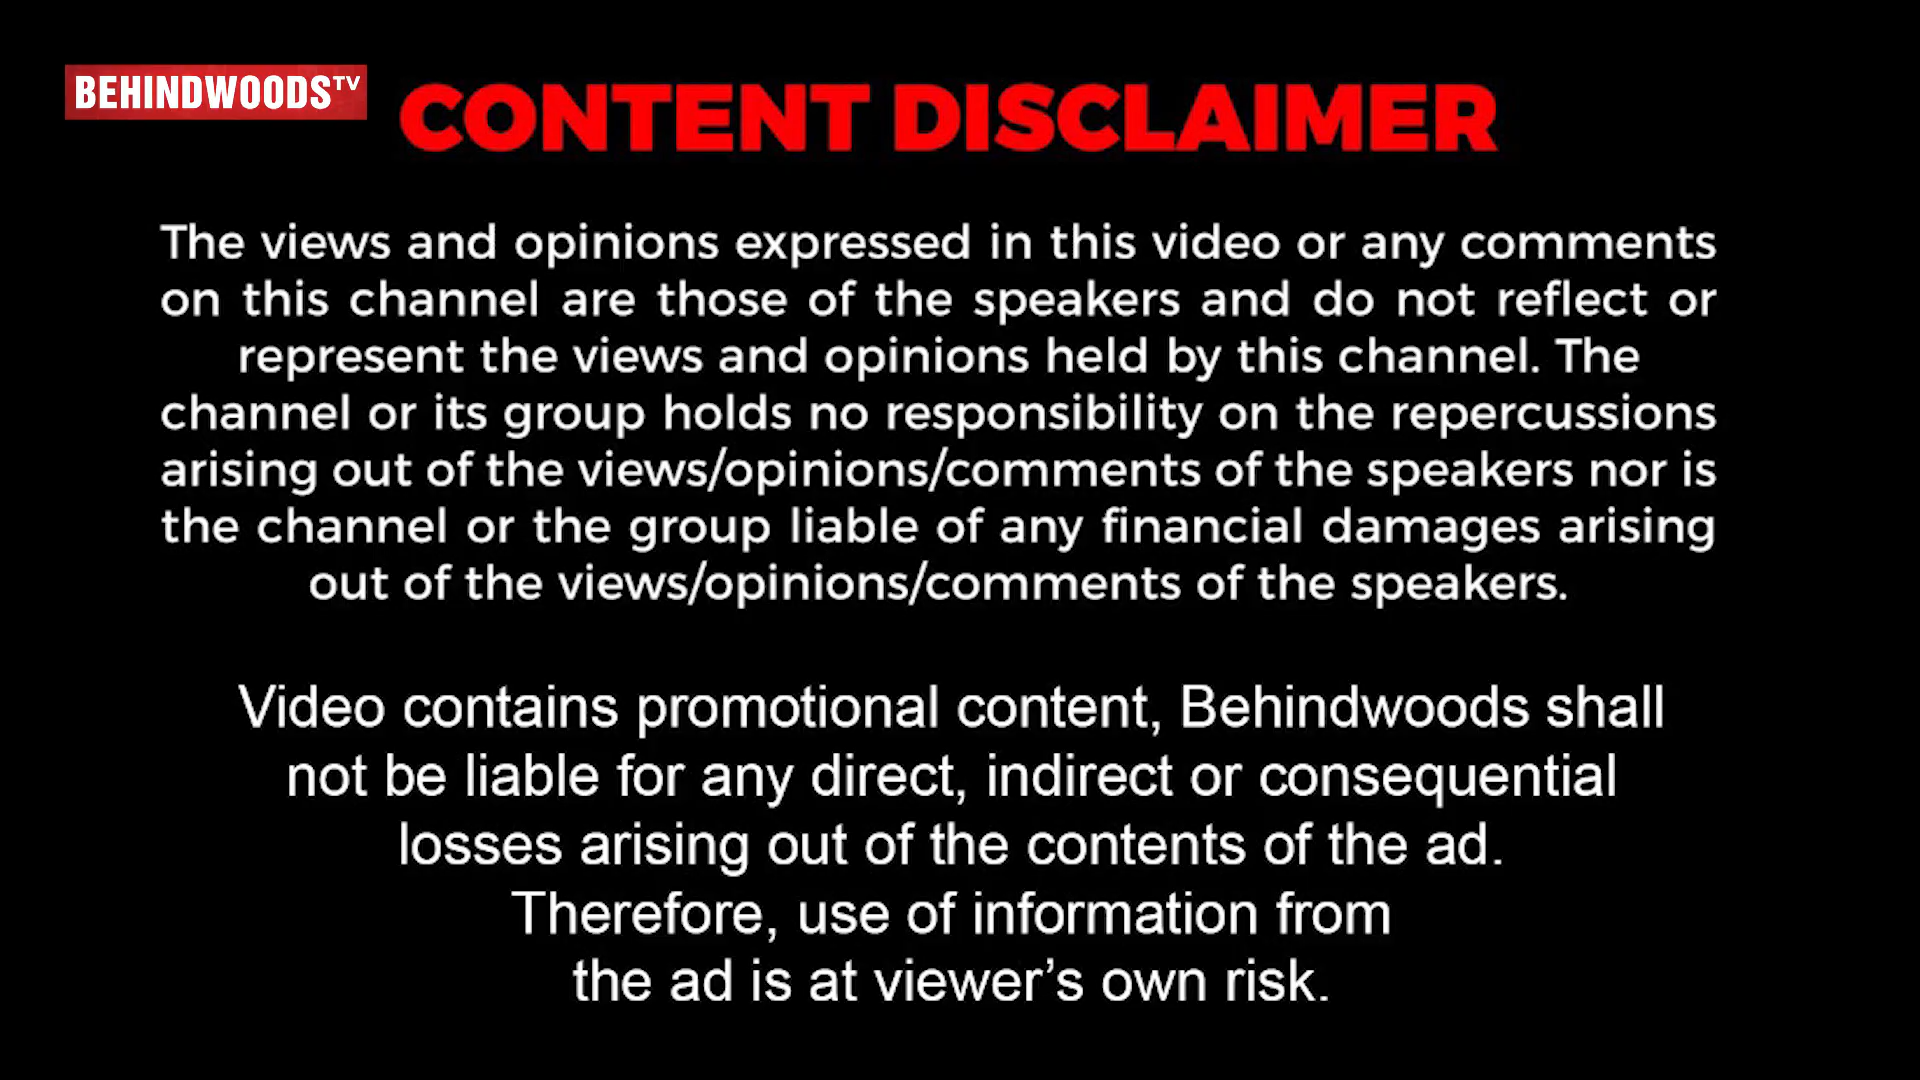 BEHINDWOODS TV
CONTENT DISCLAIMER
The views and opinions expressed in this video or any comments
on this channel are those of the speakers and do not reflect or
represent the views and opinions held by this channel. The
channel or its group holds no responsibility on the repercussions
arising out of the views/opinions/comments of the speakers nor is
the channel or the group liable of any financial damages arising
out of the views/opinions/comments of the speakers.
Video contains promotional content, Behindwoods shall
not be liable for any direct, indirect or consequential
losses arising out of the contents of the ad.
Therefore, use of information from
the ad is at viewer’s own risk.